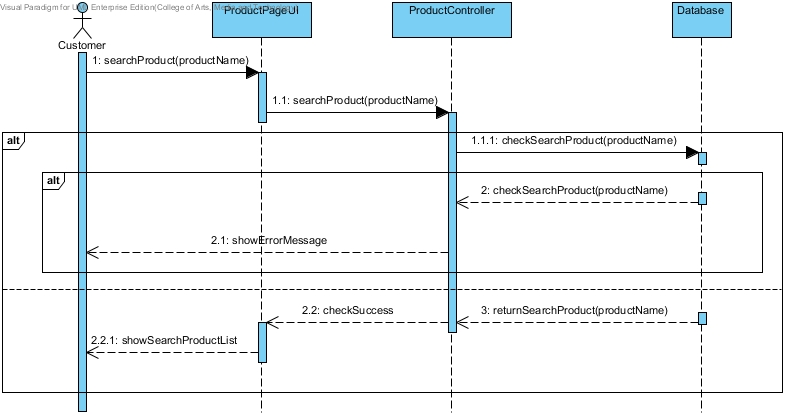 Visual Paradigm for UML Enterprise Edition(College of Arts,
ProductPageUI
ProductController
Database
Customer
1: searchProduct(productName)
1.1: searchProduct(productName)
alt
1.1.1: checkSearchProduct(productName)
alt
2: checkSearchProduct(productName)
2.1: showErrorMessage
2.2: checkSuccess
3: returnSearchProduct(productName)
2.2.1: showSearchProductList